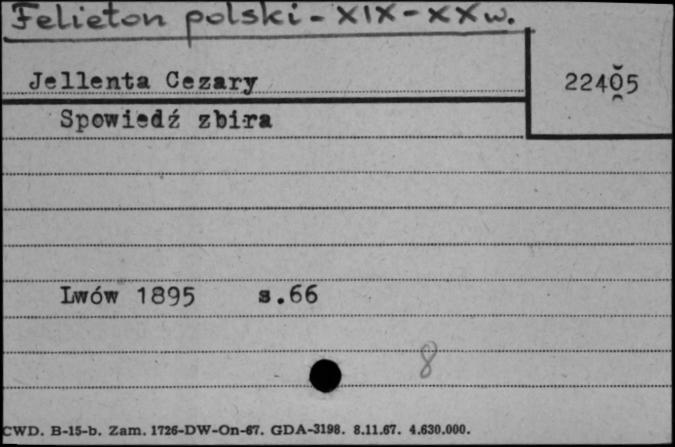 Felieton polski - XIX - XX w.
Jellenta Cezary
22405
Spowiedź zbira
Lwów 1895 s.66
8
CWD. B-15-b. Zam. 1726-DW-On-67. GDA-3198. 8.11.67. 4.630.000.